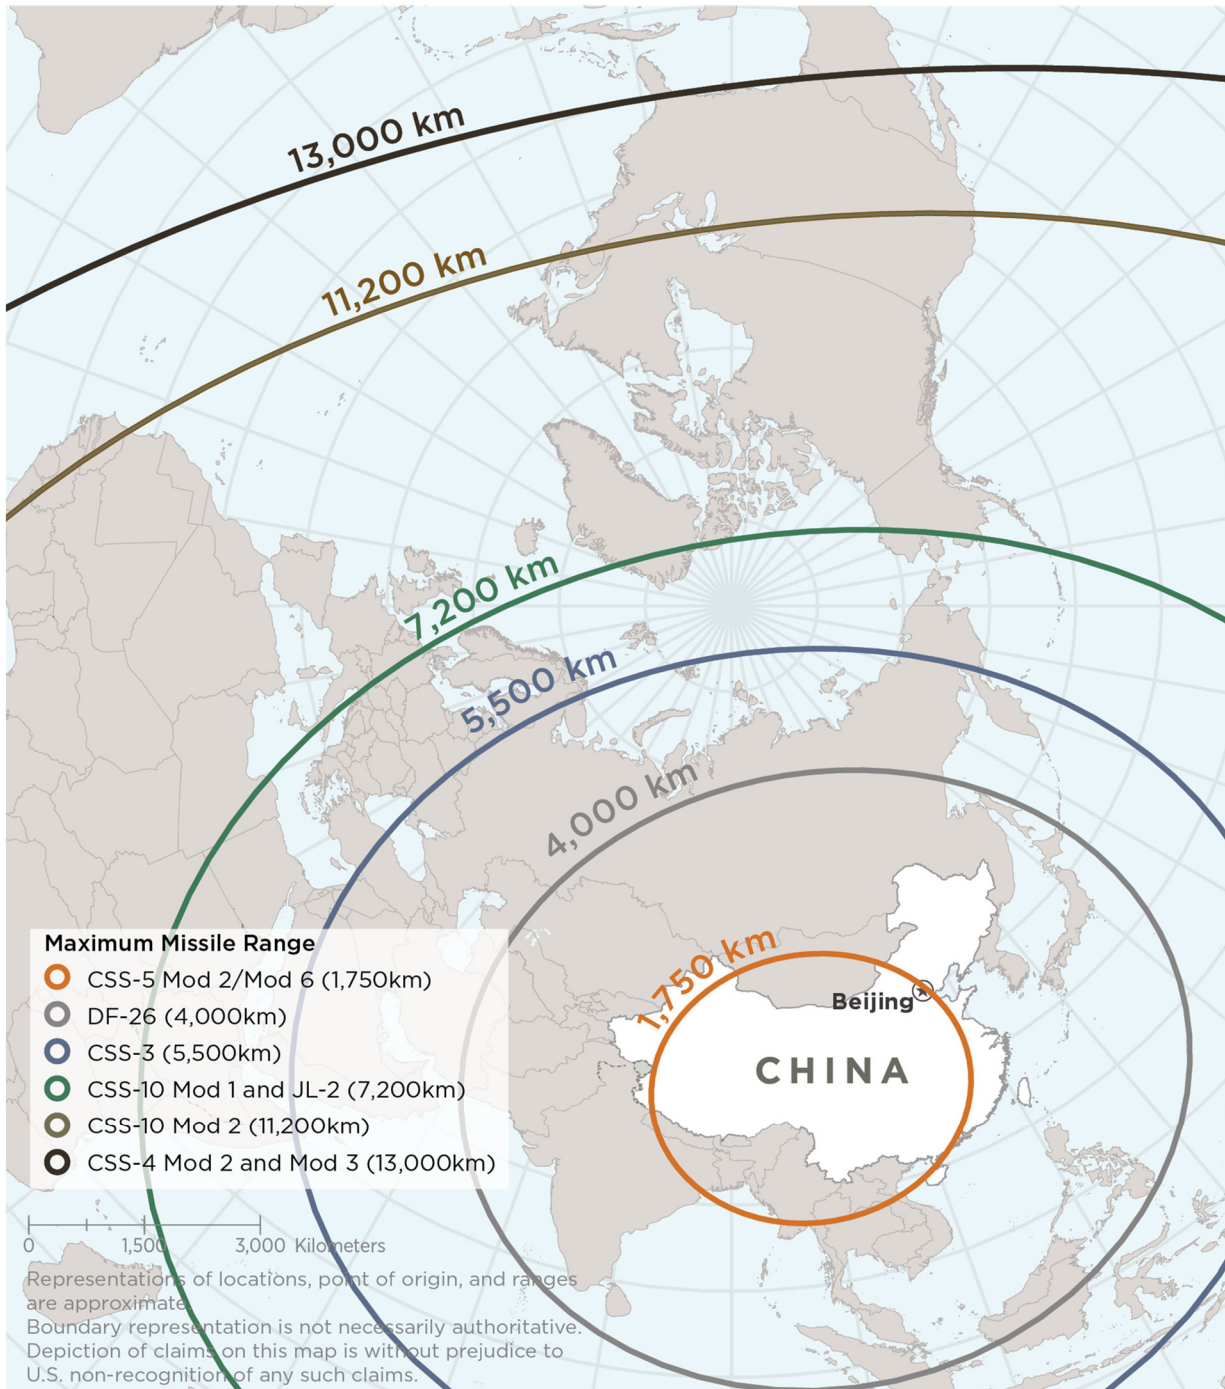 13,000 km
11,200 km
7,200 km
5,500 km
4,000 km
1,750 km
Beijing
CHINA
Maximum Missile Range
CSS-5 Mod 2/Mod 6 (1,750km)
DF-26 (4,000km)
CSS-3 (5,500km)
CSS-10 Mod 1 and JL-2 (7,200km)
CSS-10 Mod 2 (11,200km)
CSS-4 Mod 2 and Mod 3 (13,000km)
0 1,500 3,000 Kilometers
Representations of locations, point of origin, and ranges
are approximate.
Boundary representation is not necessarily authoritative.
Depiction of claims on this map is without prejudice to
U.S. non-recognition of any such claims.